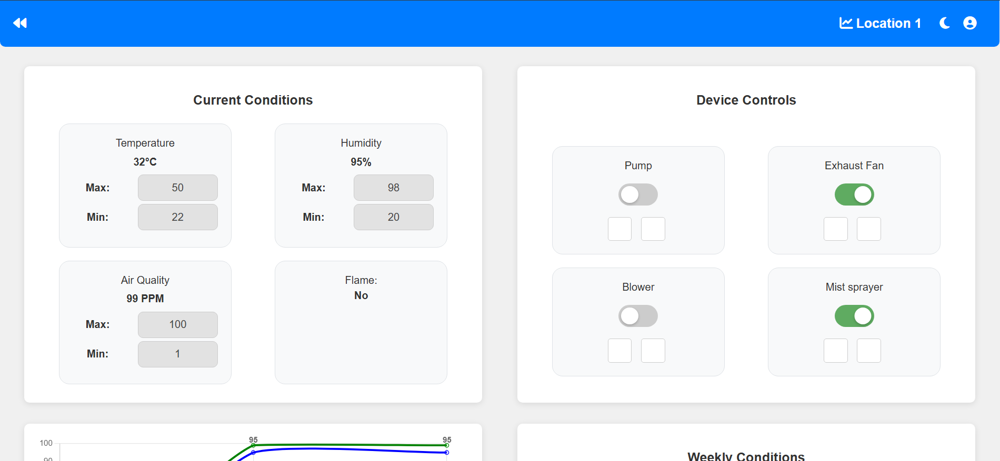 Location 1
Current Conditions
Temperature
32°C
Max: 50
Min: 22
Humidity
95%
Max: 98
Min: 20
Air Quality
99 PPM
Max: 100
Min: 1
Flame:
No
Device Controls
Pump
Exhaust Fan
Blower
Mist sprayer
100
90
95
95
Weekly Conditions